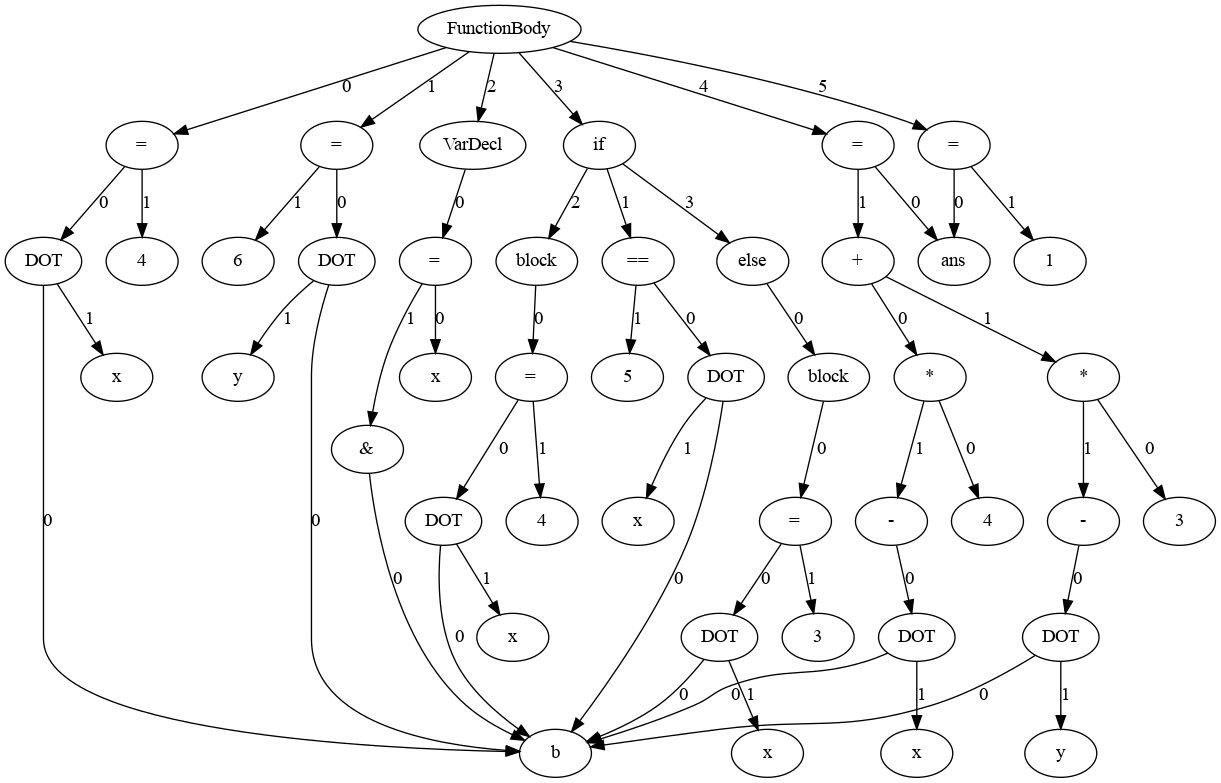 FunctionBody
0 1 2 3 4 5
= = VarDecl if = =
0 1 1 0 0 2 1 3 1 0 0 1
DOT 4 6 DOT = block == else + ans 1
1 1 1 0 0 1 0 0 0 1
x y x = 5 DOT block * *
& 0 1 1 0 1 0 1 0
0 0 DOT 4 x = - 4 - 3
0 1 0 0 1 0 0
0 x DOT 3 DOT DOT
0 1 0 1 0 1
b x x y